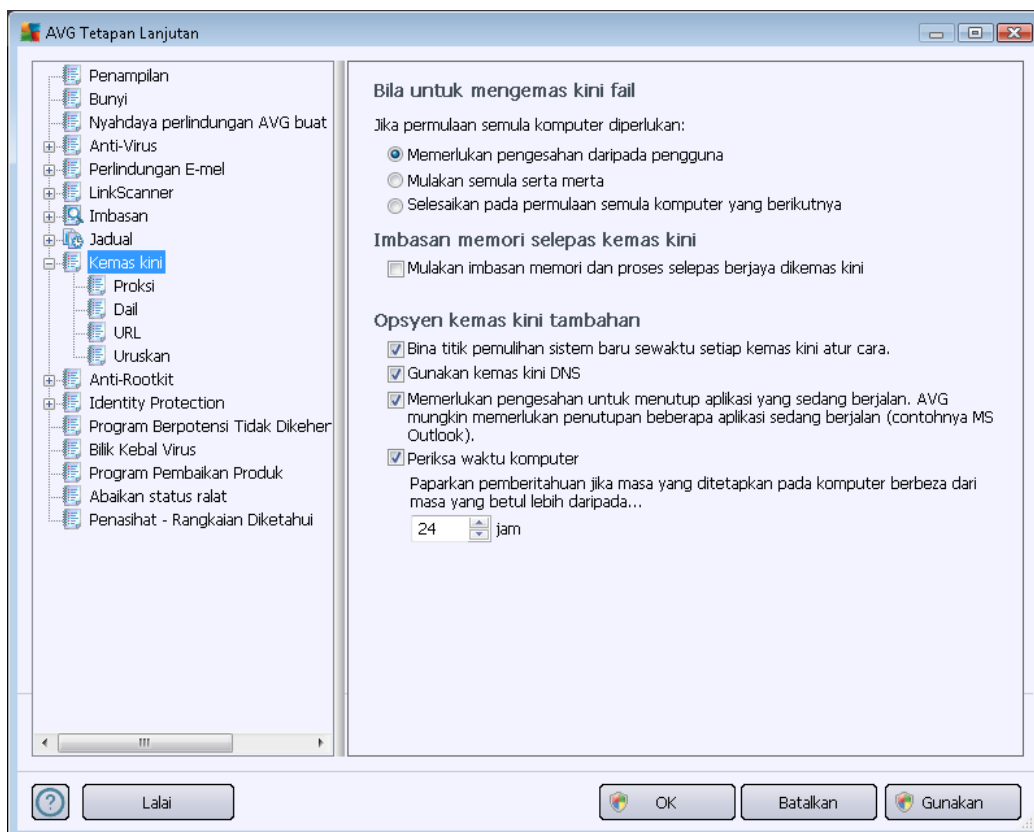 AVG Tetapan Lanjutan
Penampilan
Bunyi
Nyahdaya perlindungan AVG buat
Anti-Virus
Perlindungan E-mel
LinkScanner
Imbasan
Jadual
Kemas kini
Proksi
Dail
URL
Uruskan
Anti-Rootkit
Identity Protection
Program Berpotensi Tidak Dikeher
Bilik Kebal Virus
Program Pembaikan Produk
Abaikan status ralat
Penasihat - Rangkaian Diketahui
Bila untuk mengemas kini fail
Jika permulaan semula komputer diperlukan:
Memerlukan pengesahan daripada pengguna
Mulakan semula serta merta
Selesaikan pada permulaan semula komputer yang berikutnya
Imbasan memori selepas kemas kini
Mulakan imbasan memori dan proses selepas berjaya dikemas kini
Opsyen kemas kini tambahan
Bina titik pemulihan sistem baru sewaktu setiap kemas kini atur cara.
Gunakan kemas kini DNS
Memerlukan pengesahan untuk menutup aplikasi yang sedang berjalan. AVG
mungkin memerlukan penutupan beberapa aplikasi sedang berjalan (contohnya MS
Outlook).
Periksa waktu komputer
Paparkan pemberitahuan jika masa yang ditetapkan pada komputer berbeza dari
masa yang betul lebih daripada...
24 jam
Lalai
OK
Batalkan
Gunakan